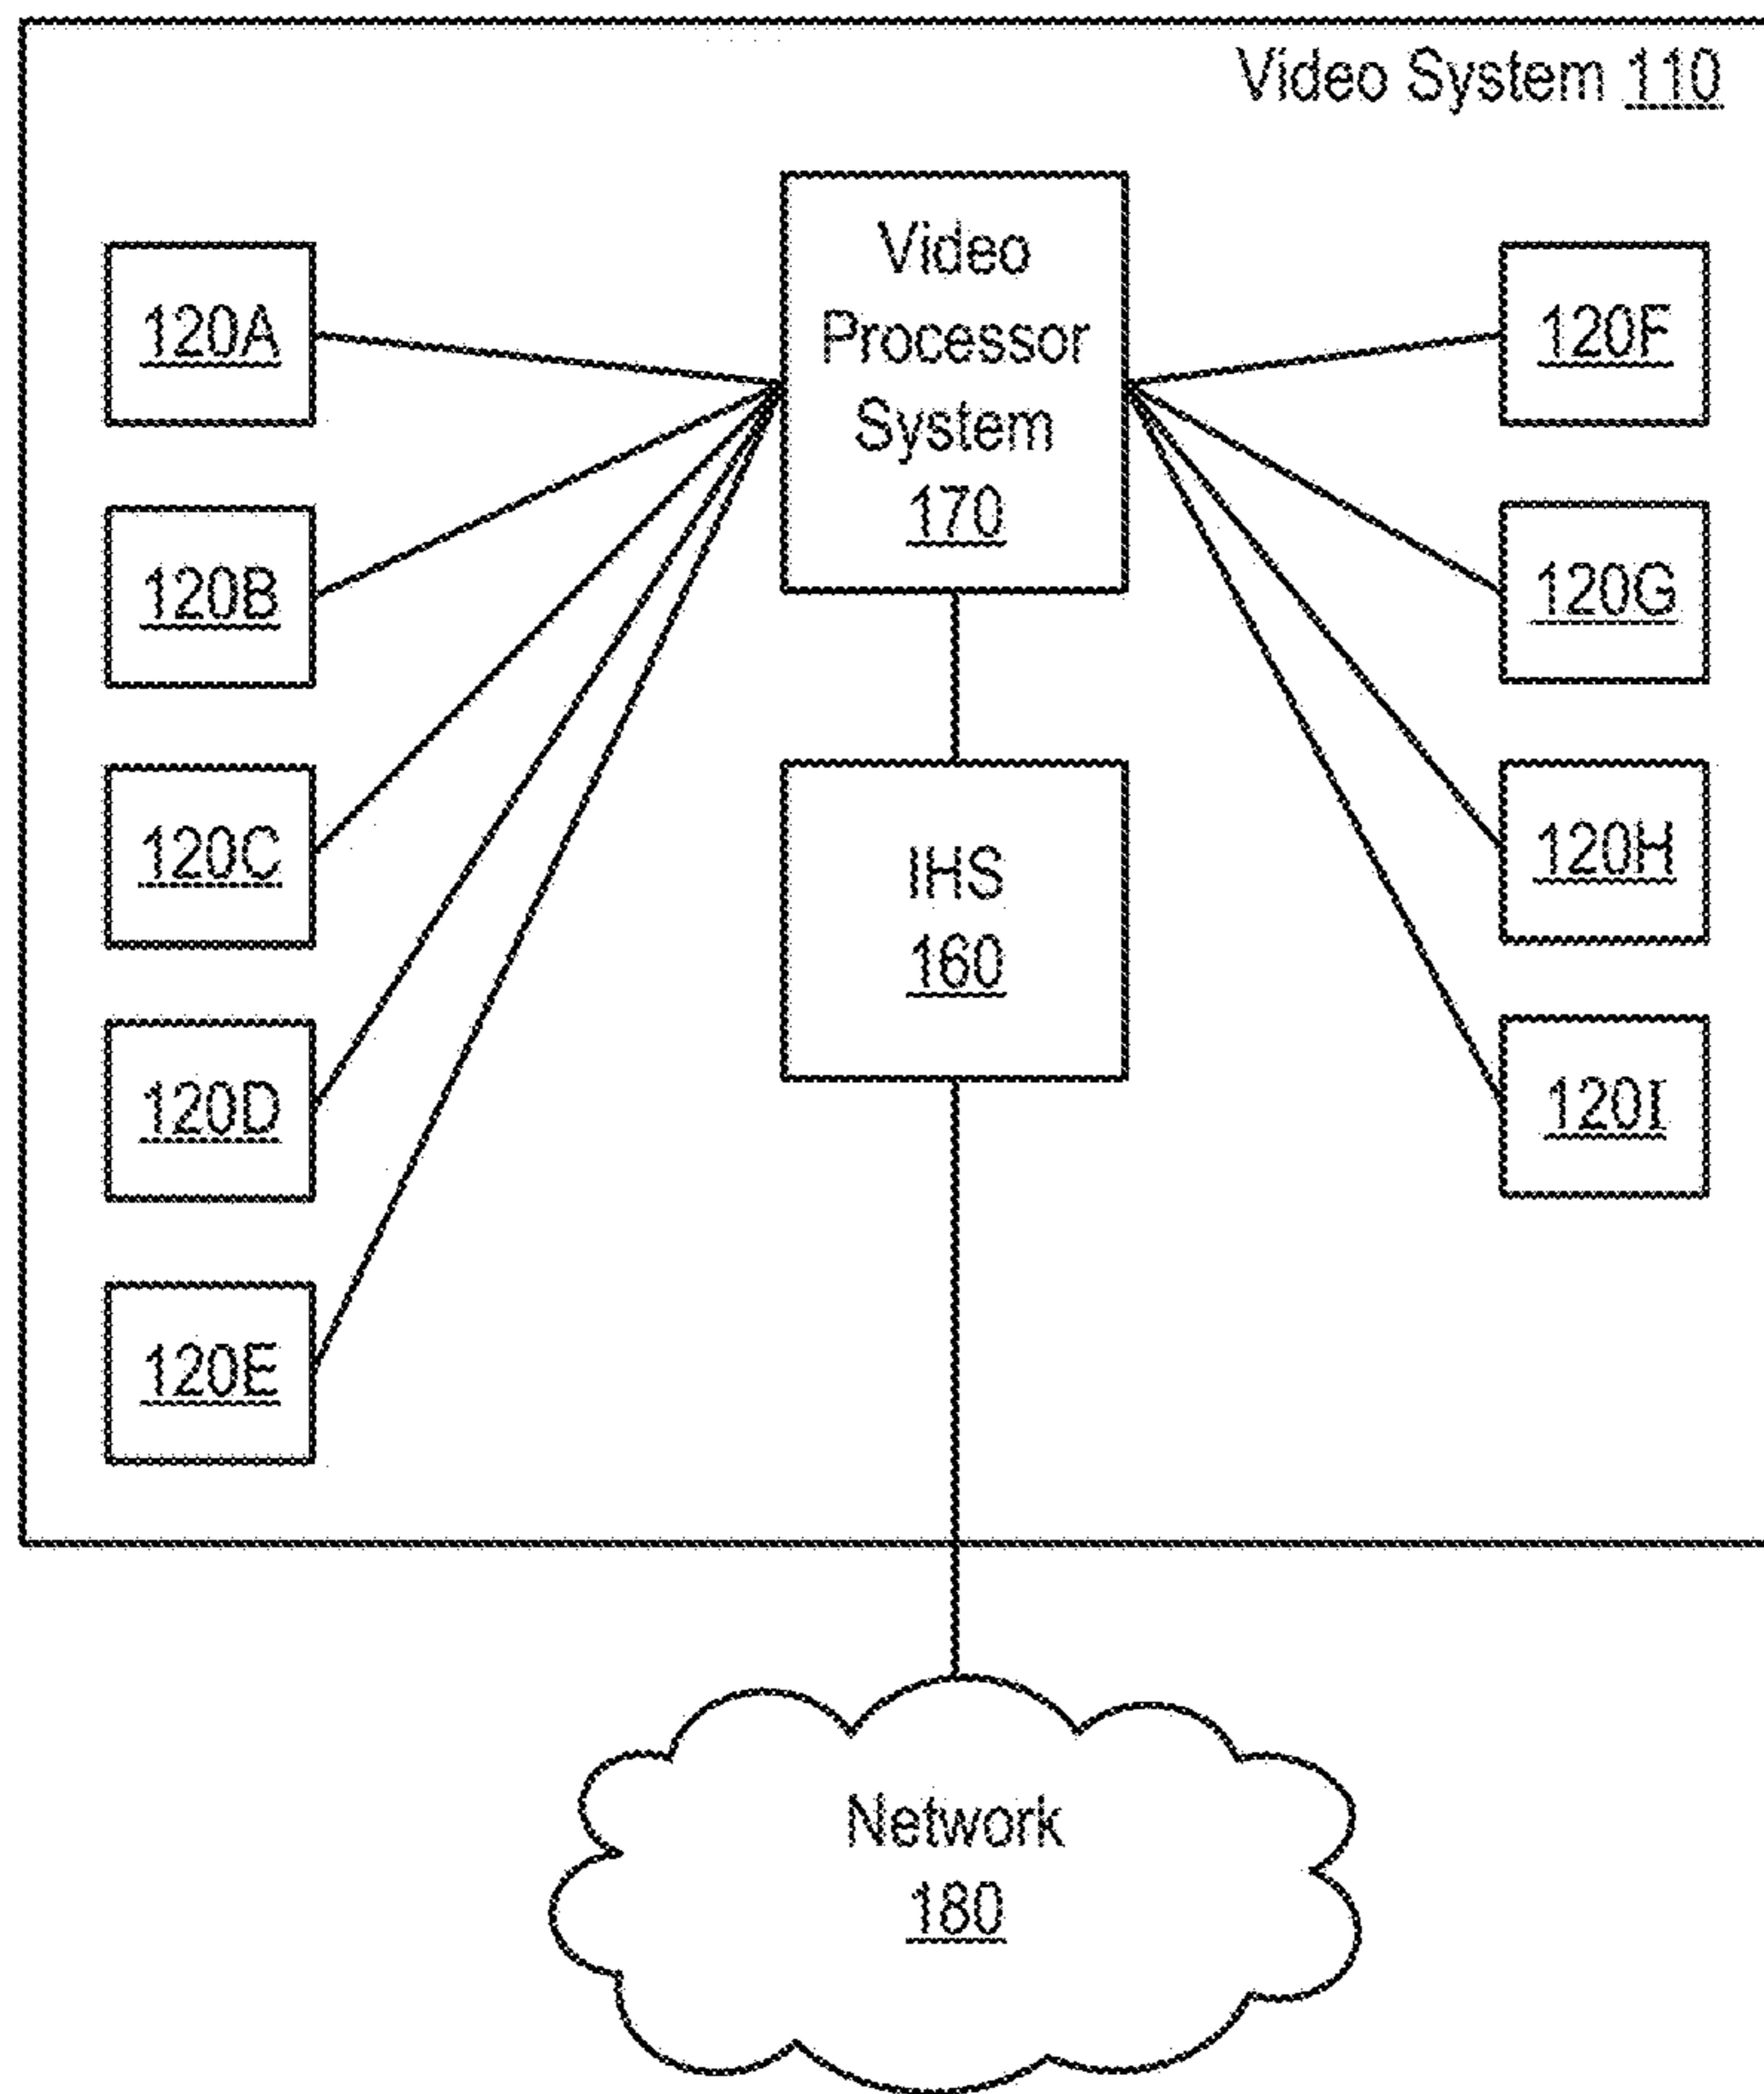 Video System 110
Video
Processor
System
170
120A
120B
120C
120D
120E
120F
120G
120H
120I
IHS
160
Network
180